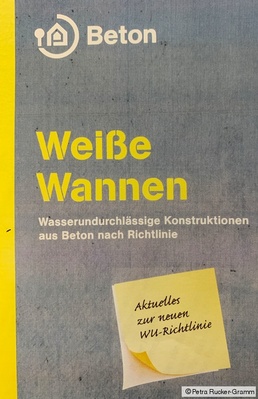 Beton
Weiße
Wannen
Wasserundurchlässige Konstruktionen
aus Beton nach Richtlinie
Aktuelles
zur neuen
WU-Richtlinie
© Petra Rucker-Gramm